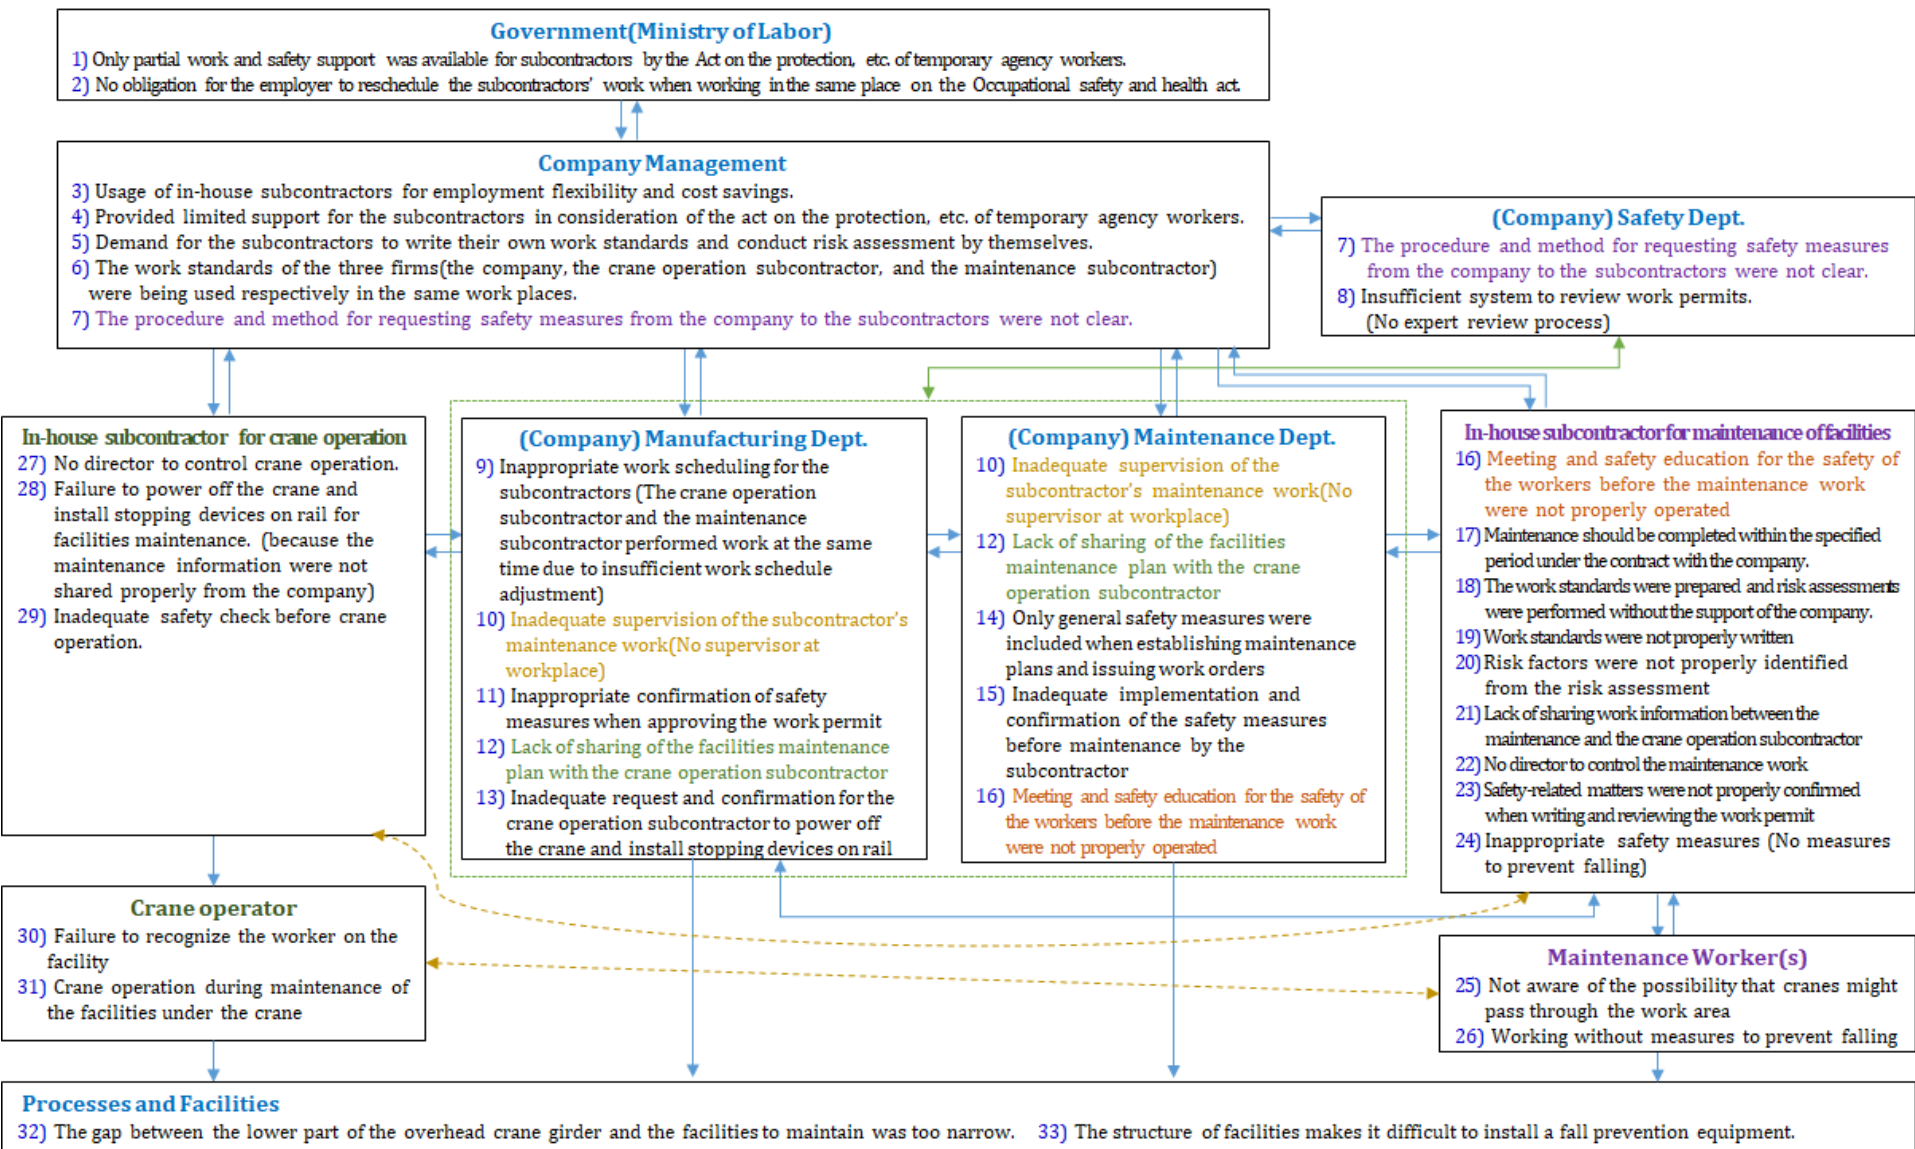 Government(Ministry of Labor)
1) Only partial work and safety support was available for subcontractors by the Act on the protection, etc. of temporary agency workers.
2) No obligation for the employer to reschedule the subcontractors' work when working in the same place on the Occupational safety and health act.
Company Management
3) Usage of in-house subcontractors for employment flexibility and cost savings.
4) Provided limited support for the subcontractors in consideration of the act on the protection, etc. of temporary agency workers.
5) Demand for the subcontractors to write their own work standards and conduct risk assessment by themselves.
6) The work standards of the three firms(the company, the crane operation subcontractor, and the maintenance subcontractor)
were being used respectively in the same work places.
7) The procedure and method for requesting safety measures from the company to the subcontractors were not clear.
(Company) Safety Dept.
7) The procedure and method for requesting safety measures
from the company to the subcontractors were not clear.
8) Insufficient system to review work permits.
(No expert review process)
In-house subcontractor for crane operation
27) No director to control crane operation.
28) Failure to power off the crane and
install stopping devices on rail for
facilities maintenance. (because the
maintenance information were not
shared properly from the company)
29) Inadequate safety check before crane
operation.
(Company) Manufacturing Dept.
9) Inappropriate work scheduling for the
subcontractors (The crane operation
subcontractor and the maintenance
subcontractor performed work at the same
time due to insufficient work schedule
adjustment)
10) Inadequate supervision of the subcontractor's
maintenance work(No supervisor at
workplace)
11) Inappropriate confirmation of safety
measures when approving the work permit
12) Lack of sharing of the facilities maintenance
plan with the crane operation subcontractor
13) Inadequate request and confirmation for the
crane operation subcontractor to power off
the crane and install stopping devices on rail
(Company) Maintenance Dept.
10) Inadequate supervision of the
subcontractor's maintenance work(No
supervisor at workplace)
12) Lack of sharing of the facilities
maintenance plan with the crane
operation subcontractor
14) Only general safety measures were
included when establishing maintenance
plans and issuing work orders
15) Inadequate implementation and
confirmation of the safety measures
before maintenance by the
subcontractor
16) Meeting and safety education for the safety of
the workers before the maintenance work
were not properly operated
In-house subcontractor for maintenance of facilities
16) Meeting and safety education for the safety of
the workers before the maintenance work
were not properly operated
17) Maintenance should be completed within the specified
period under the contract with the company.
18) The work standards were prepared and risk assessments
were performed without the support of the company.
19) Work standards were not properly written
20) Risk factors were not properly identified
from the risk assessment
21) Lack of sharing work information between the
maintenance and the crane operation subcontractor
22) No director to control the maintenance work
23) Safety-related matters were not properly confirmed
when writing and reviewing the work permit
24) Inappropriate safety measures (No measures
to prevent falling)
Crane operator
30) Failure to recognize the worker on the
facility
31) Crane operation during maintenance of
the facilities under the crane
Maintenance Worker(s)
25) Not aware of the possibility that cranes might
pass through the work area
26) Working without measures to prevent falling
Processes and Facilities
32) The gap between the lower part of the overhead crane girder and the facilities to maintain was too narrow. 33) The structure of facilities makes it difficult to install a fall prevention equipment.